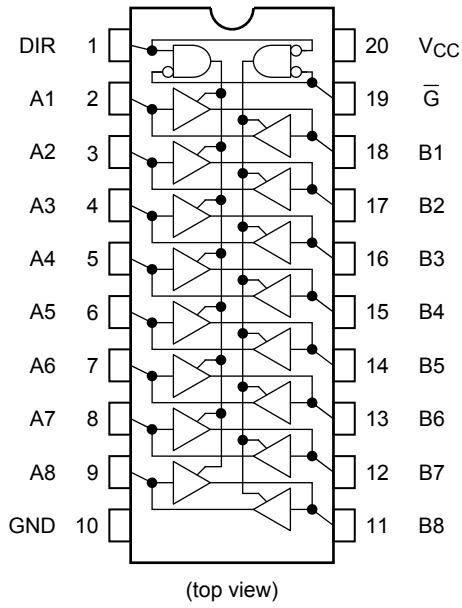 DIR 1 20 VCC
A1 2 19 G̅
A2 3 18 B1
A3 4 17 B2
A4 5 16 B3
A5 6 15 B4
A6 7 14 B5
A7 8 13 B6
A8 9 12 B7
GND 10 11 B8
(top view)